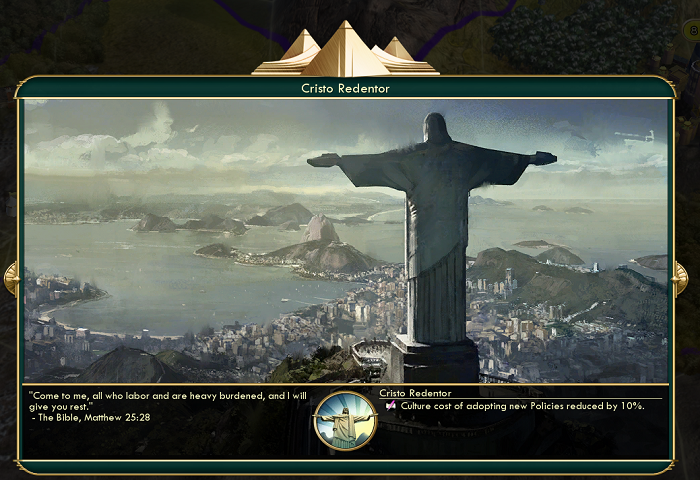 Cristo Redentor
"Come to me, all who labor and are heavy burdened, and I will
give you rest."
- The Bible, Matthew 25:28
Cristo Redentor
Culture cost of adopting new Policies reduced by 10%.